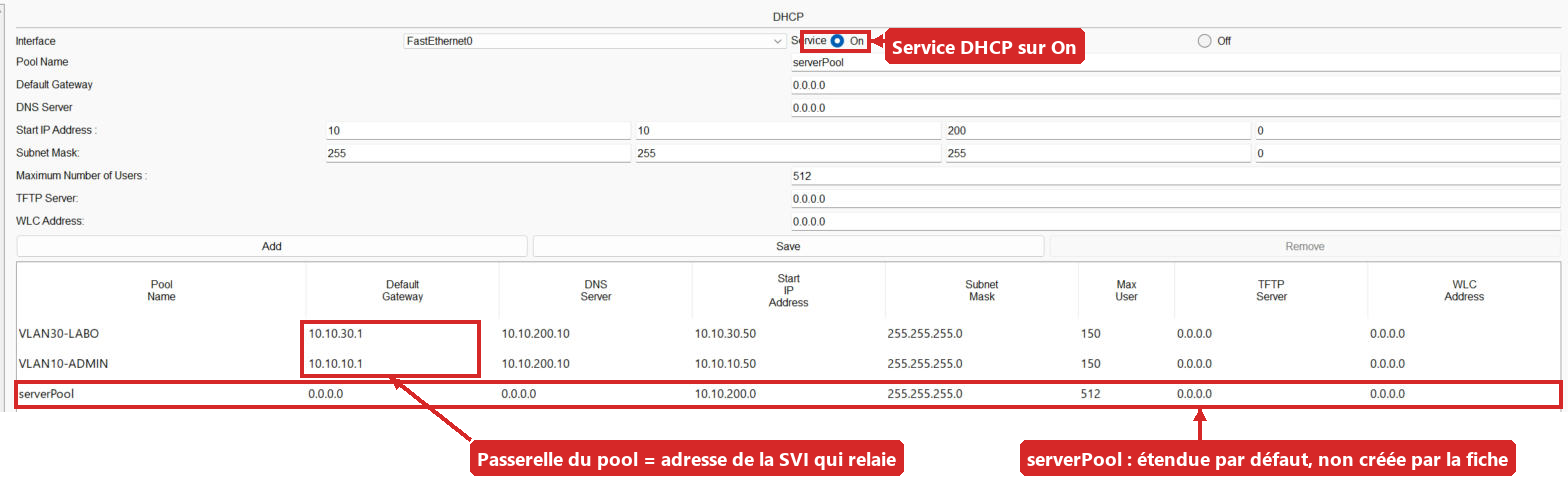 DHCP
Interface FastEthernet0 Service On Off
Service DHCP sur On
Pool Name serverPool
Default Gateway 0.0.0.0
DNS Server 0.0.0.0
Start IP Address : 10 10 200 0
Subnet Mask: 255 255 255 0
Maximum Number of Users : 512
TFTP Server: 0.0.0.0
WLC Address: 0.0.0.0
Add Save Remove
Pool Name Default Gateway DNS Server Start IP Address Subnet Mask Max User TFTP Server WLC Address
VLAN30-LABO 10.10.30.1 10.10.200.10 10.10.30.50 255.255.255.0 150 0.0.0.0 0.0.0.0
VLAN10-ADMIN 10.10.10.1 10.10.200.10 10.10.10.50 255.255.255.0 150 0.0.0.0 0.0.0.0
serverPool 0.0.0.0 0.0.0.0 10.10.200.0 255.255.255.0 512 0.0.0.0 0.0.0.0
Passerelle du pool = adresse de la SVI qui relaie
serverPool : étendue par défaut, non créée par la fiche